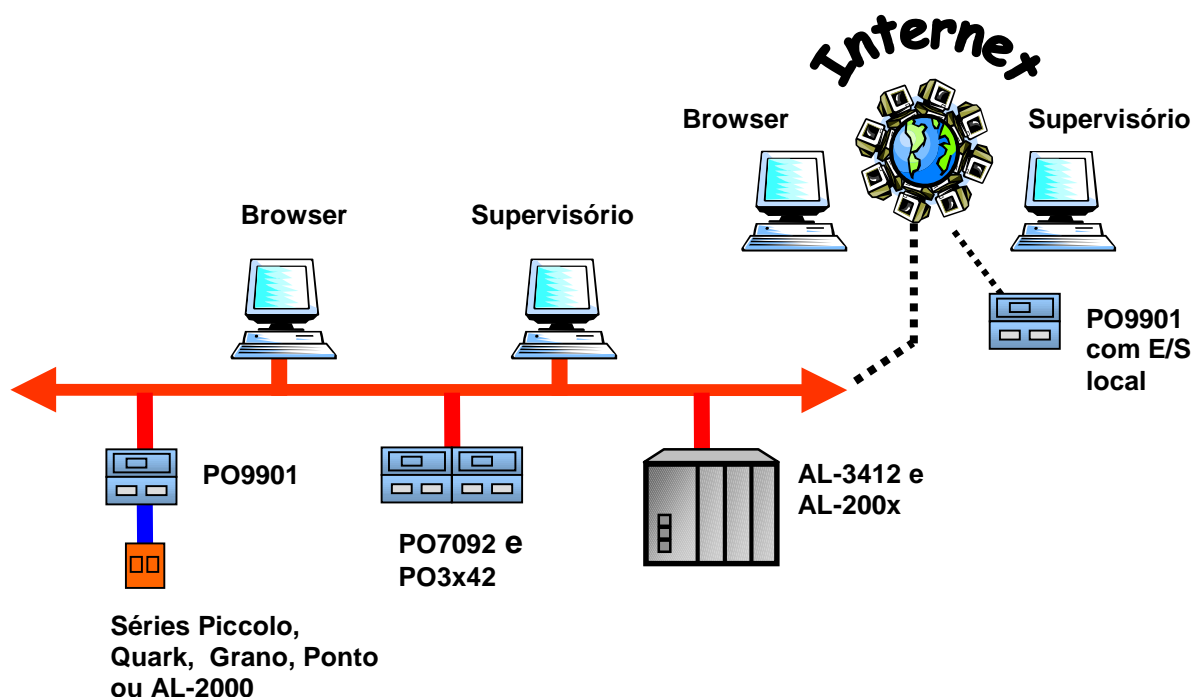 Internet
Browser
Supervisório
Browser
Supervisório
PO9901
com E/S
local
PO9901
PO7092 e
PO3x42
AL-3412 e
AL-200x
Séries Piccolo,
Quark, Grano, Ponto
ou AL-2000